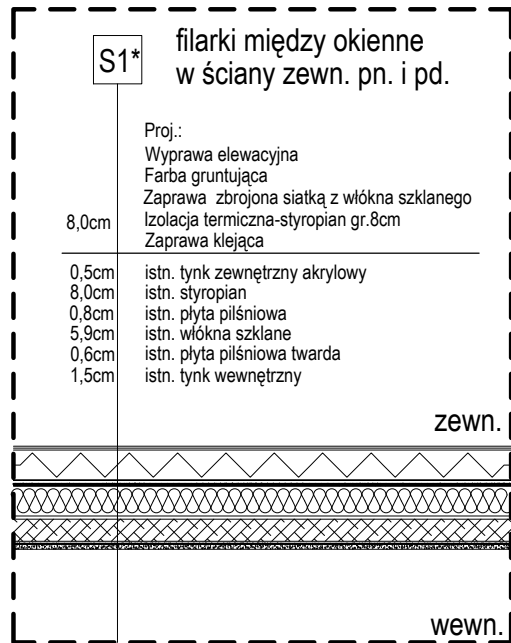 S1*
filarki między okienne
w ściany zewn. pn. i pd.
Proj.:
Wyprawa elewacyjna
Farba gruntująca
Zaprawa zbrojona siatką z włókna szklanego
8,0cm Izolacja termiczna-styropian gr.8cm
Zaprawa klejąca
0,5cm istn. tynk zewnętrzny akrylowy
8,0cm istn. styropian
0,8cm istn. płyta pilśniowa
5,9cm istn. włókna szklane
0,6cm istn. płyta pilśniowa twarda
1,5cm istn. tynk wewnętrzny
zewn.
wewn.